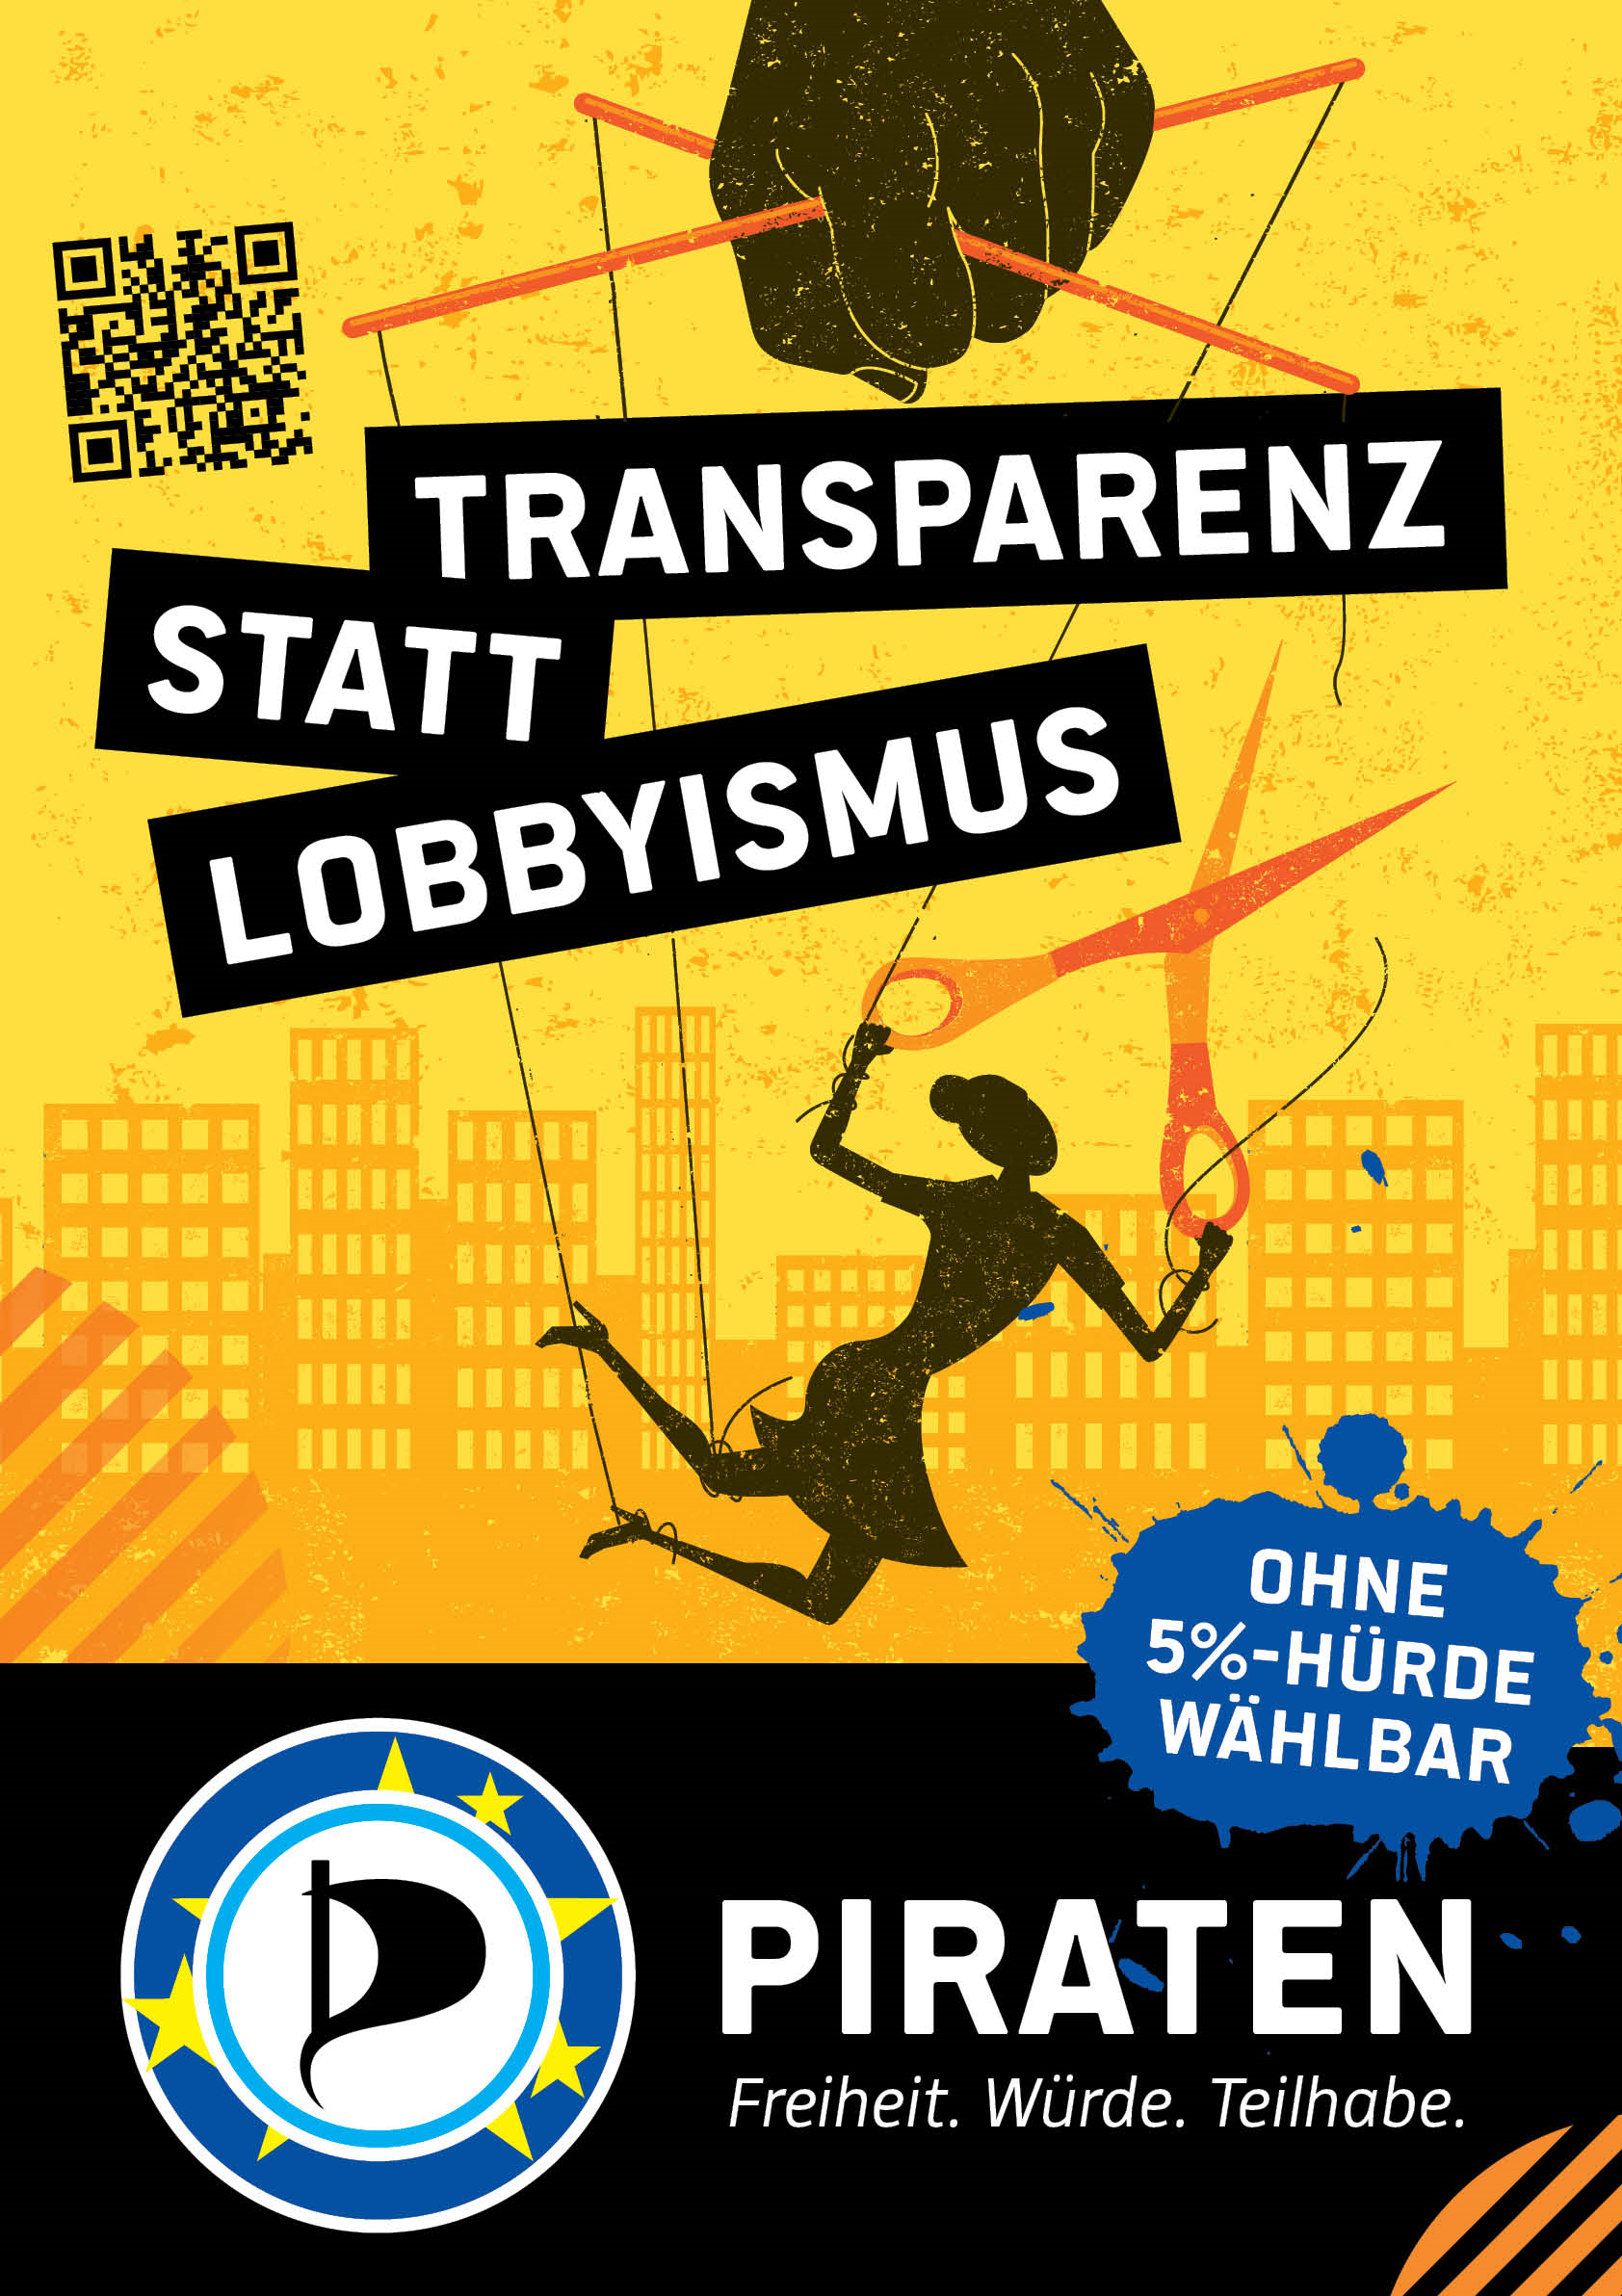 TRANSPARENZ
STATT
LOBBYISMUS
OHNE
5%-HÜRDE
WÄHLBAR
PIRATEN
Freiheit. Würde. Teilhabe.